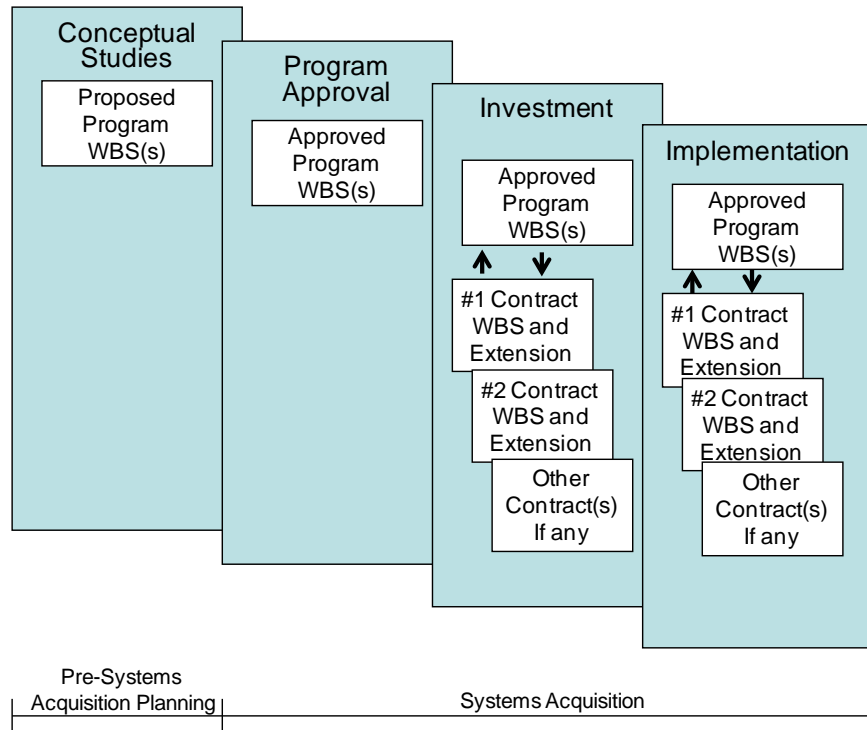 Conceptual
Studies
Proposed
Program
WBS(s)
Program
Approval
Approved
Program
WBS(s)
Investment
Approved
Program
WBS(s)
#1 Contract
WBS and
Extension
#2 Contract
WBS and
Extension
Other
Contract(s)
If any
Implementation
Approved
Program
WBS(s)
#1 Contract
WBS and
Extension
#2 Contract
WBS and
Extension
Other
Contract(s)
If any
Pre-Systems
Acquisition Planning
Systems Acquisition